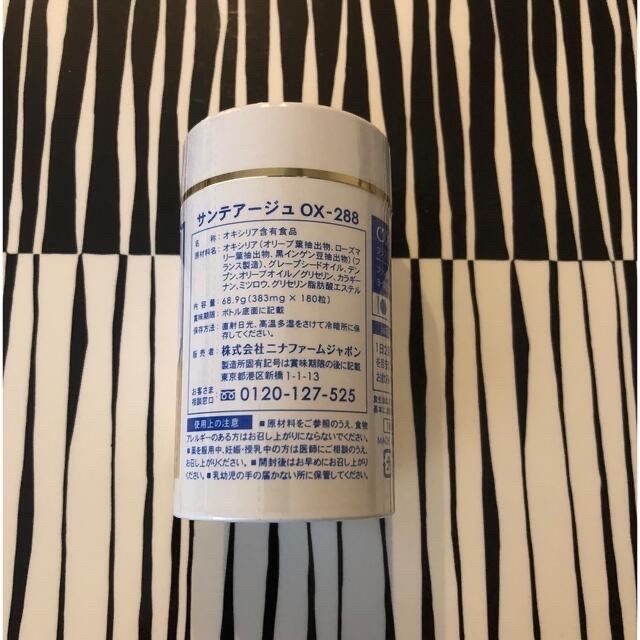 サンテアージュ OX-288
名　称：オキシリア含有食品
原材料名：オキシリア（オリーブ葉抽出物、ローズマ
リー葉抽出物、黒インゲン豆抽出物）（フ
ランス製造）、グレープシードオイル、デン
プン、オリーブオイル／グリセリン、カラギー
ナン、ミツロウ、グリセリン脂肪酸エステル
内容量：68.9g（383mg × 180粒）
賞味期限：ボトル底面に記載
保存方法：直射日光、高温多湿をさけて冷暗所に保
存してください。
販売者：株式会社ニナファームジャポン
製造所固有記号は賞味期限の後に記載
東京都港区新橋1-1-13
お客さま
相談窓口 0120-127-525
使用上の注意 ■原材料をご参照のうえ、食物
アレルギーのある方はお召し上がりにならないでください。
■薬を服用中、妊娠・授乳中の方は医師にご相談のうえ、
お召し上がりください。■開封後はお早めにお召し上がり
ください。■乳幼児の手の届かない所に保管してください。